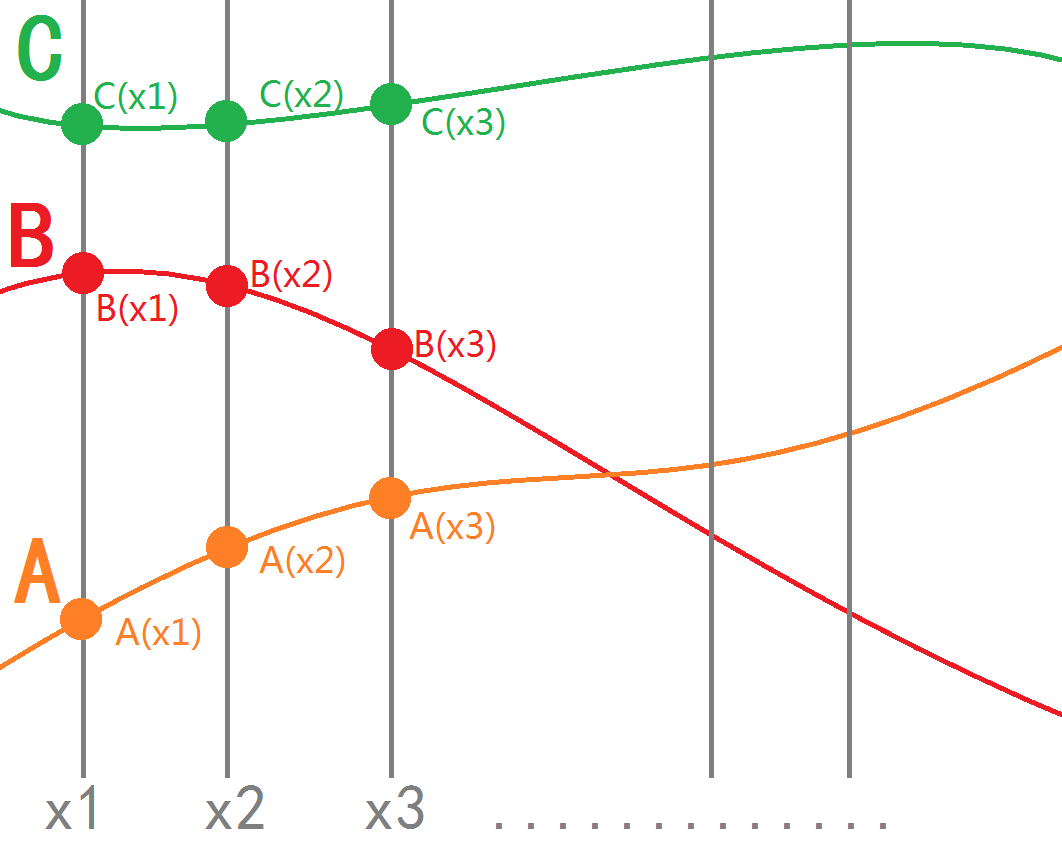 C
C(x1)
C(x2)
C(x3)
B
B(x1)
B(x2)
B(x3)
A
A(x1)
A(x2)
A(x3)
x1 x2 x3 . . . . . . . . . . . . . .